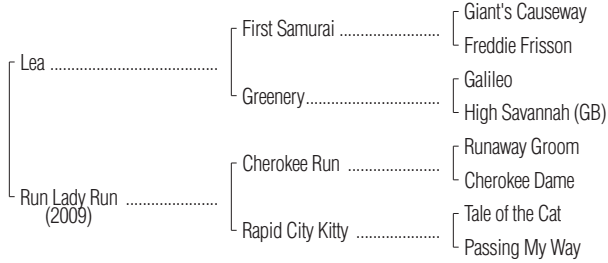 Giant's Causeway
First Samurai ....................
Freddie Frisson
Lea ....................................
Galileo
Greenery...........................
High Savannah (GB)
Runaway Groom
Cherokee Run ..................
Cherokee Dame
Run Lady Run ...................
(2009)
Tale of the Cat
Rapid City Kitty ................
Passing My Way